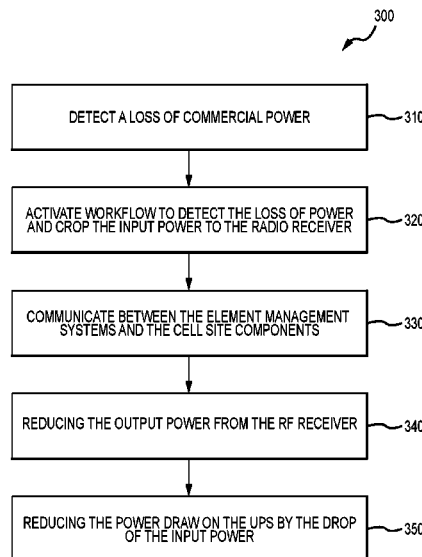 300
DETECT A LOSS OF COMMERCIAL POWER
310
ACTIVATE WORKFLOW TO DETECT THE LOSS OF POWER
AND CROP THE INPUT POWER TO THE RADIO RECEIVER
320
COMMUNICATE BETWEEN THE ELEMENT MANAGEMENT
SYSTEMS AND THE CELL SITE COMPONENTS
330
REDUCING THE OUTPUT POWER FROM THE RF RECEIVER
340
REDUCING THE POWER DRAW ON THE UPS BY THE DROP
OF THE INPUT POWER
350